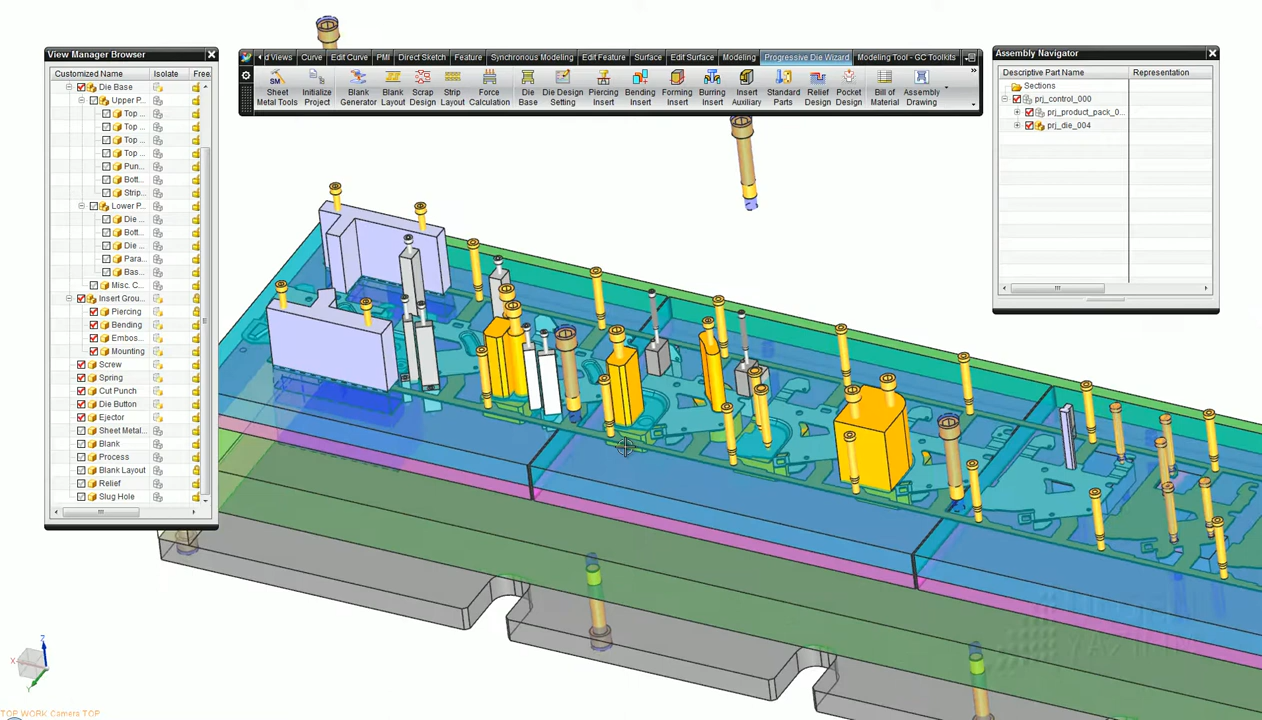 View Manager Browser
Customized Name Isolate Free
Die Base
Upper P...
Top ...
Top ...
Top ...
Top ...
Pun...
Bott...
Strip...
Lower P...
Die ...
Bott...
Die ...
Para...
Bas...
Misc. C...
Insert Grou...
Piercing
Bending
Embos...
Mounting
Screw
Spring
Cut Punch
Die Button
Ejector
Sheet Metal...
Blank
Process
Blank Layout
Relief
Slug Hole
d Views Curve Edit Curve PMI Direct Sketch Feature Synchronous Modeling Edit Feature Surface Edit Surface Modeling Progressive Die Wizard Modeling Tool - GC Toolkits
Sheet Metal Tools
Initialize Project
Blank Generator
Blank Layout
Scrap Design
Strip Layout
Force Calculation
Die Base
Die Design Setting
Piercing Insert
Bending Insert
Forming Insert
Burring Insert
Insert Auxiliary
Standard Parts
Relief Design
Pocket Design
Bill of Material
Assembly Drawing
Assembly Navigator
Descriptive Part Name Representation
Sections
prj_control_000
prj_product_pack_0...
prj_die_004
Z
X
Y
TOP WORK Camera TOP